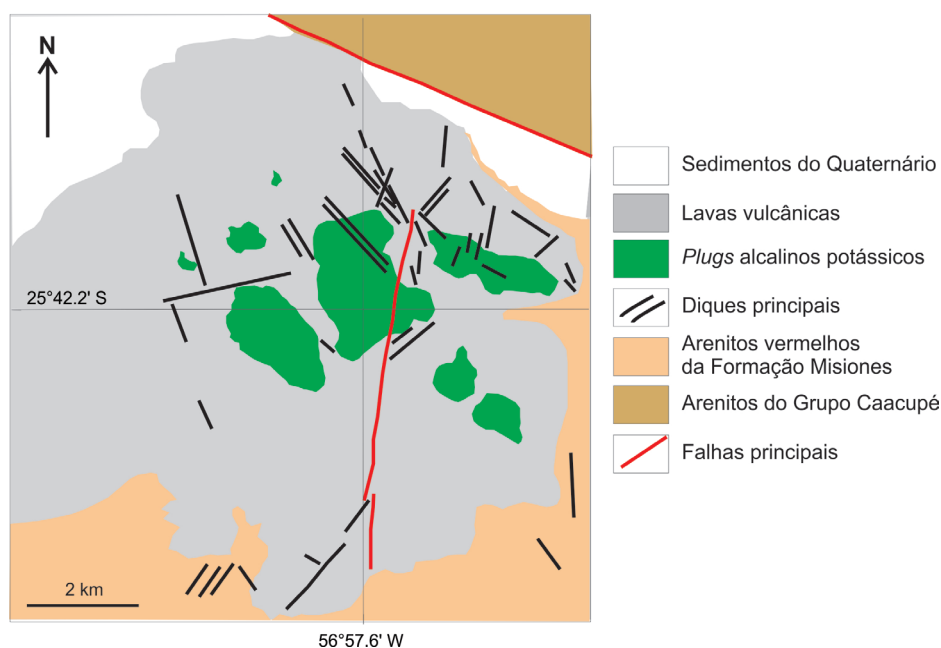 N
25°42.2' S
2 km
56°57.6' W
Sedimentos do Quaternário
Lavas vulcânicas
Plugs alcalinos potássicos
Diques principais
Arenitos vermelhos
da Formação Misiones
Arenitos do Grupo Caacupé
Falhas principais